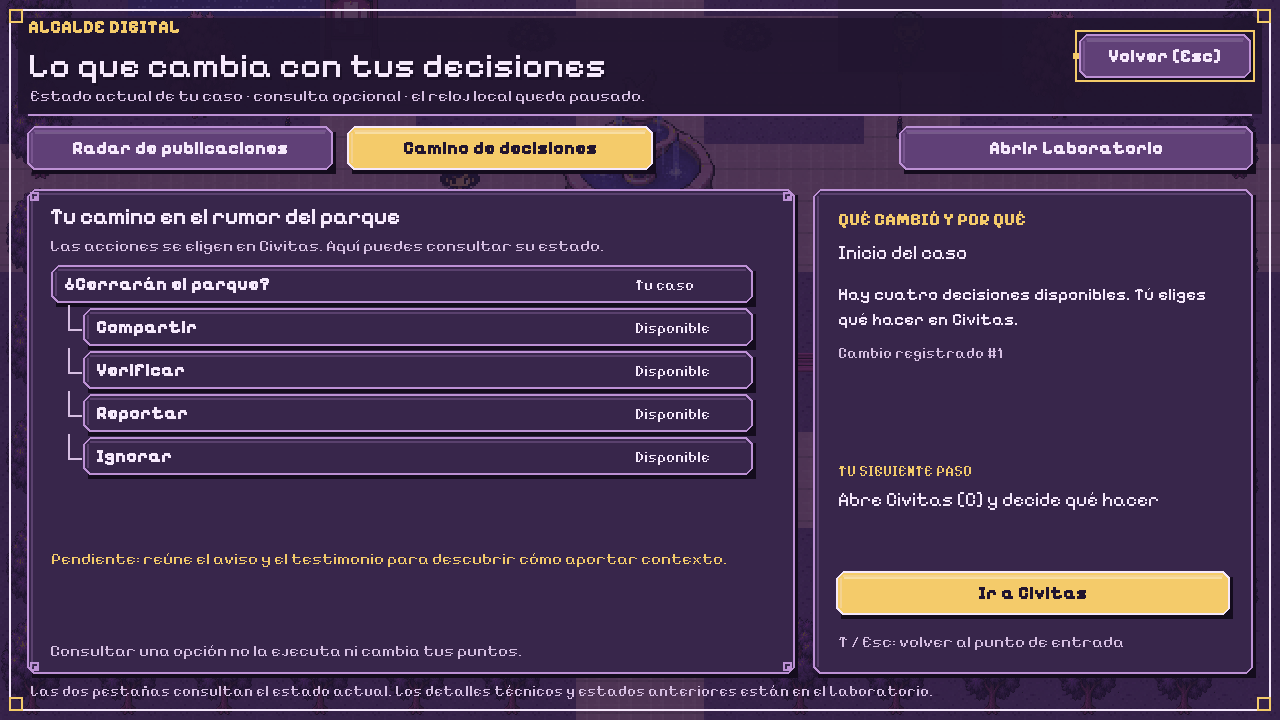 ALCALDE DIGITAL
Lo que cambia con tus decisiones
Estado actual de tu caso · consulta opcional · el reloj local queda pausado.
Volver (Esc)
Radar de publicaciones
Camino de decisiones
Abrir Laboratorio
Tu camino en el rumor del parque
Las acciones se eligen en Civitas. Aquí puedes consultar su estado.
¿Cerrarán el parque?
Tu caso
Compartir
Disponible
Verificar
Disponible
Reportar
Disponible
Ignorar
Disponible
Pendiente: reúne el aviso y el testimonio para descubrir cómo aportar contexto.
Consultar una opción no la ejecuta ni cambia tus puntos.
QUÉ CAMBIÓ Y POR QUÉ
Inicio del caso
Hay cuatro decisiones disponibles. Tú eliges
qué hacer en Civitas.
Cambio registrado #1
TU SIGUIENTE PASO
Abre Civitas (C) y decide qué hacer
Ir a Civitas
T / Esc: volver al punto de entrada
Las dos pestañas consultan el estado actual. Los detalles técnicos y estados anteriores están en el Laboratorio.